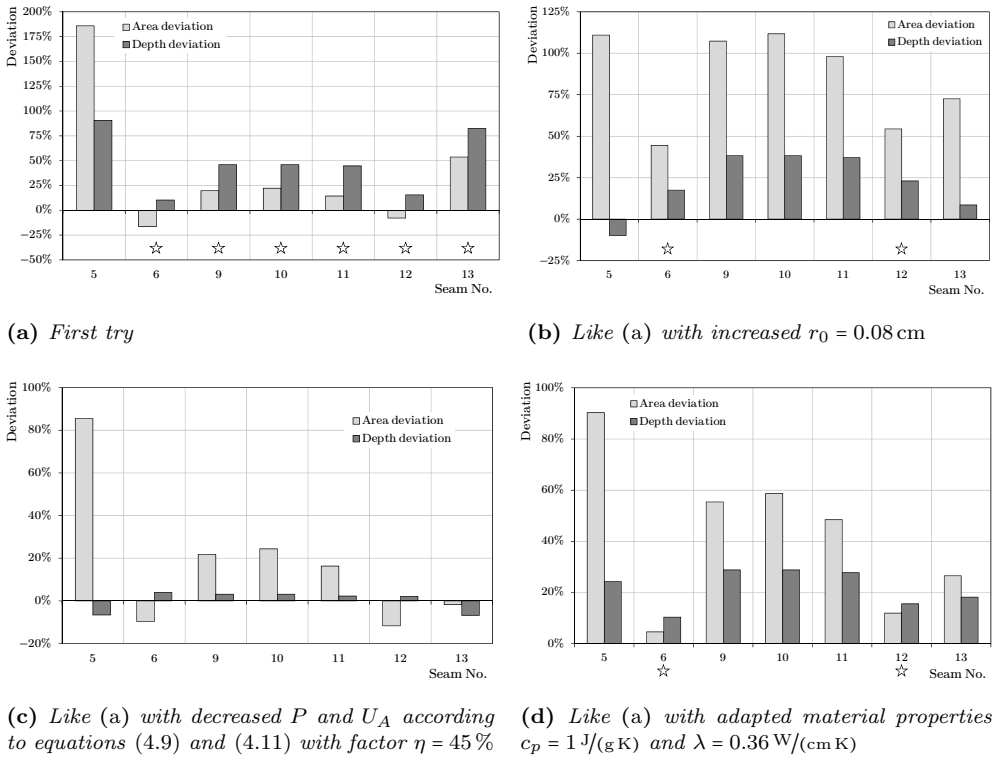 200%
175%
150%
125%
100%
75%
50%
25%
0%
−25%
−50%
Deviation
Area deviation
Depth deviation
☆ ☆ ☆ ☆ ☆ ☆
5 6 9 10 11 12 13
Seam No.
(a) First try
125%
100%
75%
50%
25%
0%
−25%
Deviation
Area deviation
Depth deviation
☆ ☆
5 6 9 10 11 12 13
Seam No.
(b) Like (a) with increased r₀ = 0.08 cm
100%
80%
60%
40%
20%
0%
−20%
Deviation
Area deviation
Depth deviation
5 6 9 10 11 12 13
Seam No.
(c) Like (a) with decreased P and U_A according
to equations (4.9) and (4.11) with factor η = 45 %
100%
80%
60%
40%
20%
0%
Deviation
Area deviation
Depth deviation
5 6 9 10 11 12 13
☆ ☆
Seam No.
(d) Like (a) with adapted material properties
c_p = 1 J/(g K) and λ = 0.36 W/(cm K)